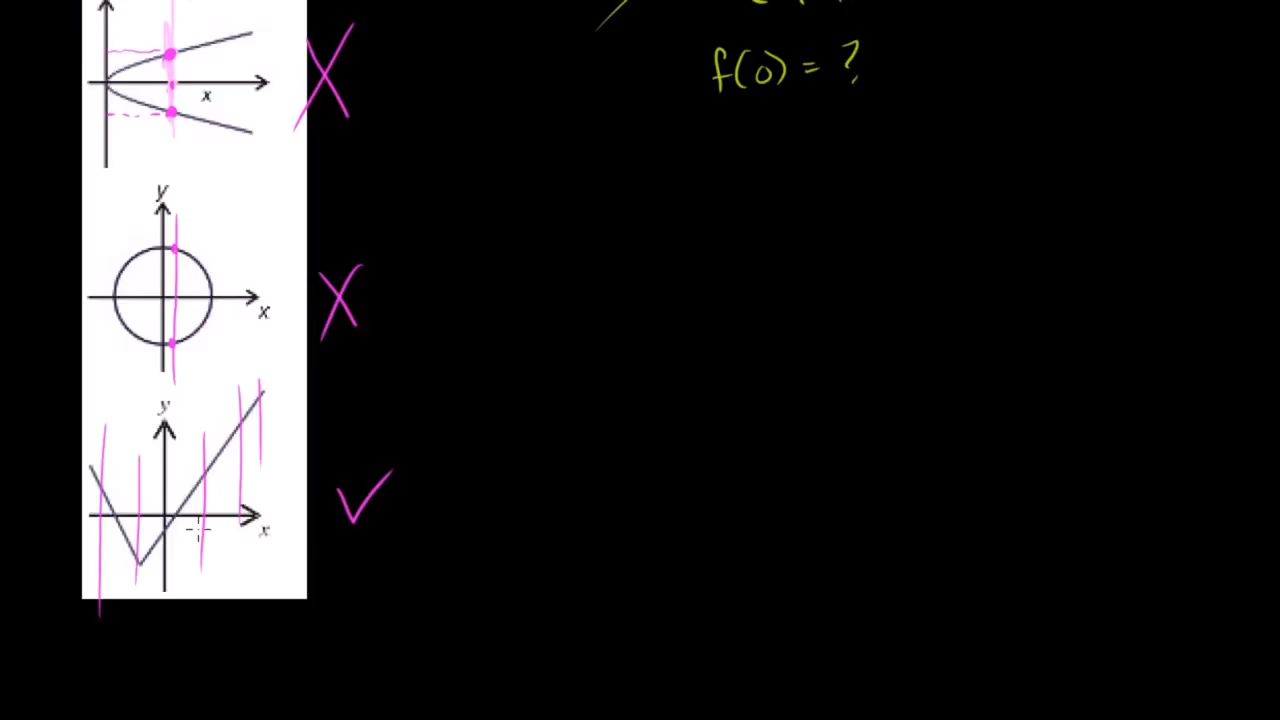 f(0) = ?
x
y
x
y
x